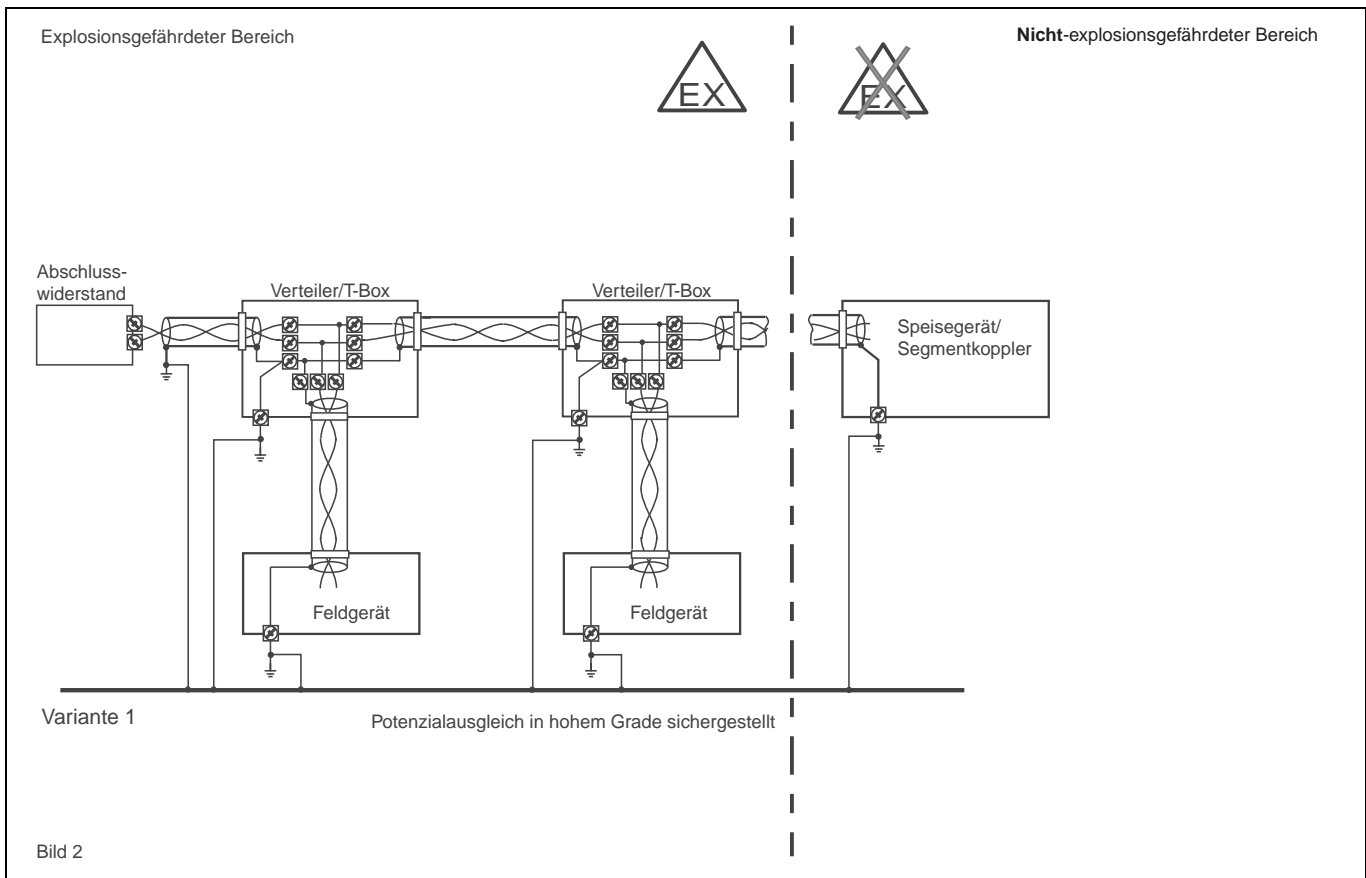 Explosionsgefährdeter Bereich
Nicht-explosionsgefährdeter Bereich
EX
EX
Abschluss-
widerstand
Verteiler/T-Box
Verteiler/T-Box
Speisegerät/
Segmentkoppler
Feldgerät
Feldgerät
Variante 1
Potenzialausgleich in hohem Grade sichergestellt
Bild 2